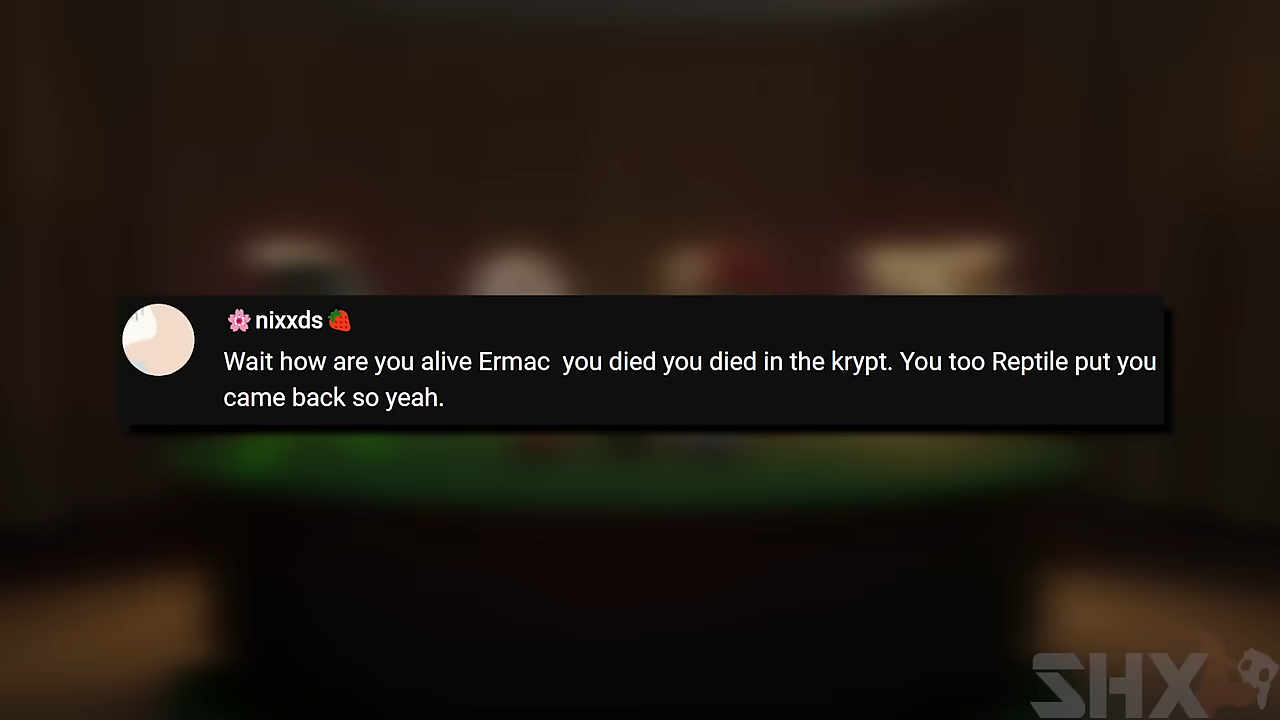 🌸nixxds🍓
Wait how are you alive Ermac  you died you died in the krypt. You too Reptile put you
came back so yeah.
SHX